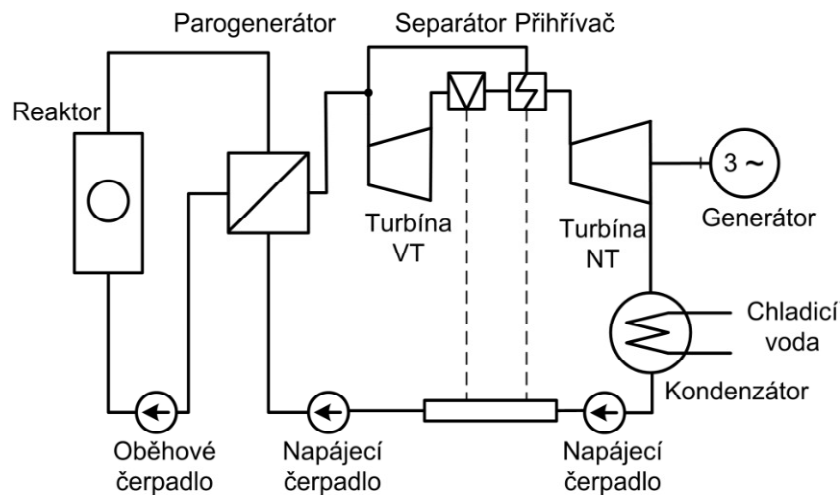 Parogenerátor
Separátor Přihřívač
Reaktor
3 ~
Turbína
VT
Turbína
NT
Generátor
Chladicí
voda
Kondenzátor
Oběhové
čerpadlo
Napájecí
čerpadlo
Napájecí
čerpadlo